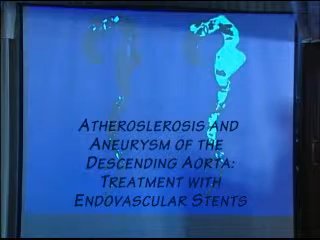 ATHEROSLEROSIS AND
ANEURYSM OF THE
DESCENDING AORTA:
TREATMENT WITH
ENDOVASCULAR STENTS